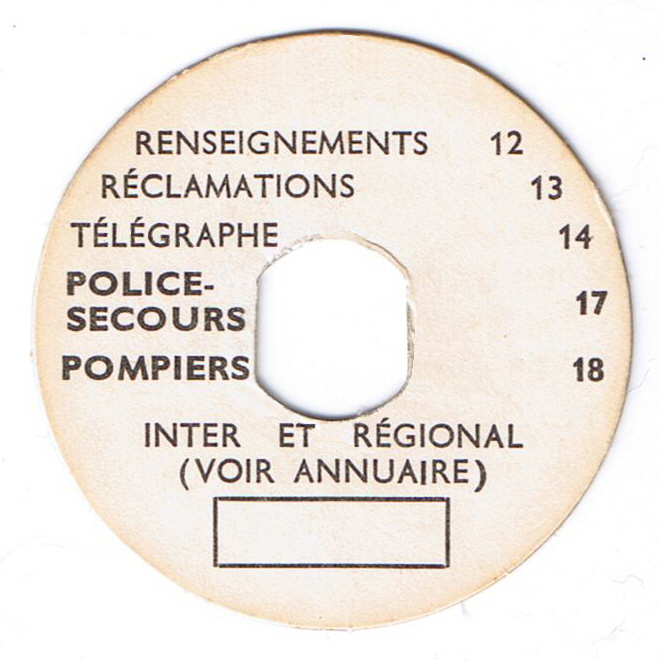 RENSEIGNEMENTS 12
RÉCLAMATIONS 13
TÉLÉGRAPHE 14
POLICE-
SECOURS 17
POMPIERS 18
INTER ET RÉGIONAL
(VOIR ANNUAIRE)